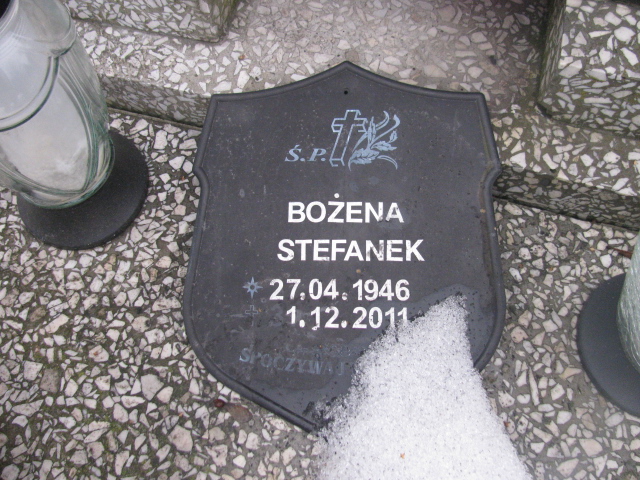 Ś.P.
BOŻENA
STEFANEK
27.04.1946
1.12.2011